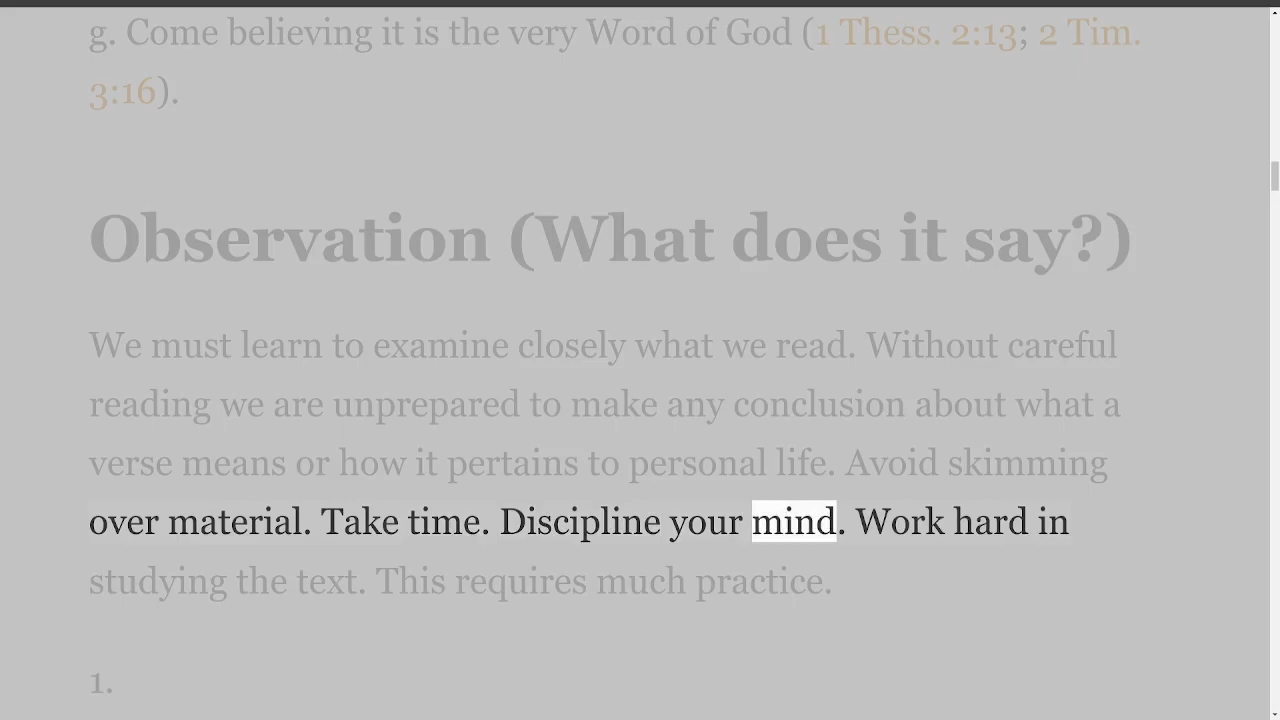 g. Come believing it is the very Word of God (1 Thess. 2:13; 2 Tim.
3:16).
Observation (What does it say?)
We must learn to examine closely what we read. Without careful
reading we are unprepared to make any conclusion about what a
verse means or how it pertains to personal life. Avoid skimming
over material. Take time. Discipline your mind. Work hard in
studying the text. This requires much practice.
1.